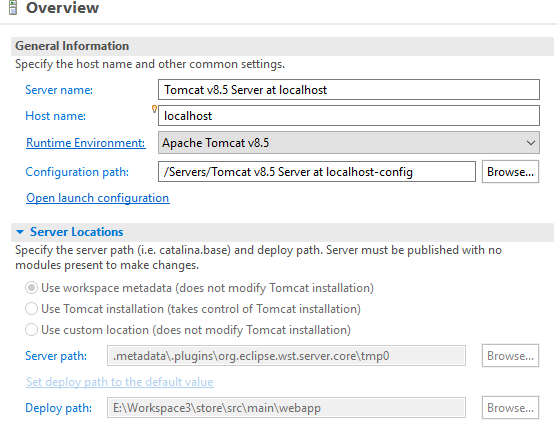 Overview
General Information
Specify the host name and other common settings.
Server name: Tomcat v8.5 Server at localhost
Host name: localhost
Runtime Environment: Apache Tomcat v8.5
Configuration path: /Servers/Tomcat v8.5 Server at localhost-config Browse...
Open launch configuration
Server Locations
Specify the server path (i.e. catalina.base) and deploy path. Server must be published with no
modules present to make changes.
Use workspace metadata (does not modify Tomcat installation)
Use Tomcat installation (takes control of Tomcat installation)
Use custom location (does not modify Tomcat installation)
Server path: .metadata\.plugins\org.eclipse.wst.server.core\tmp0 Browse...
Set deploy path to the default value
Deploy path: E:\Workspace3\store\src\main\webapp Browse...